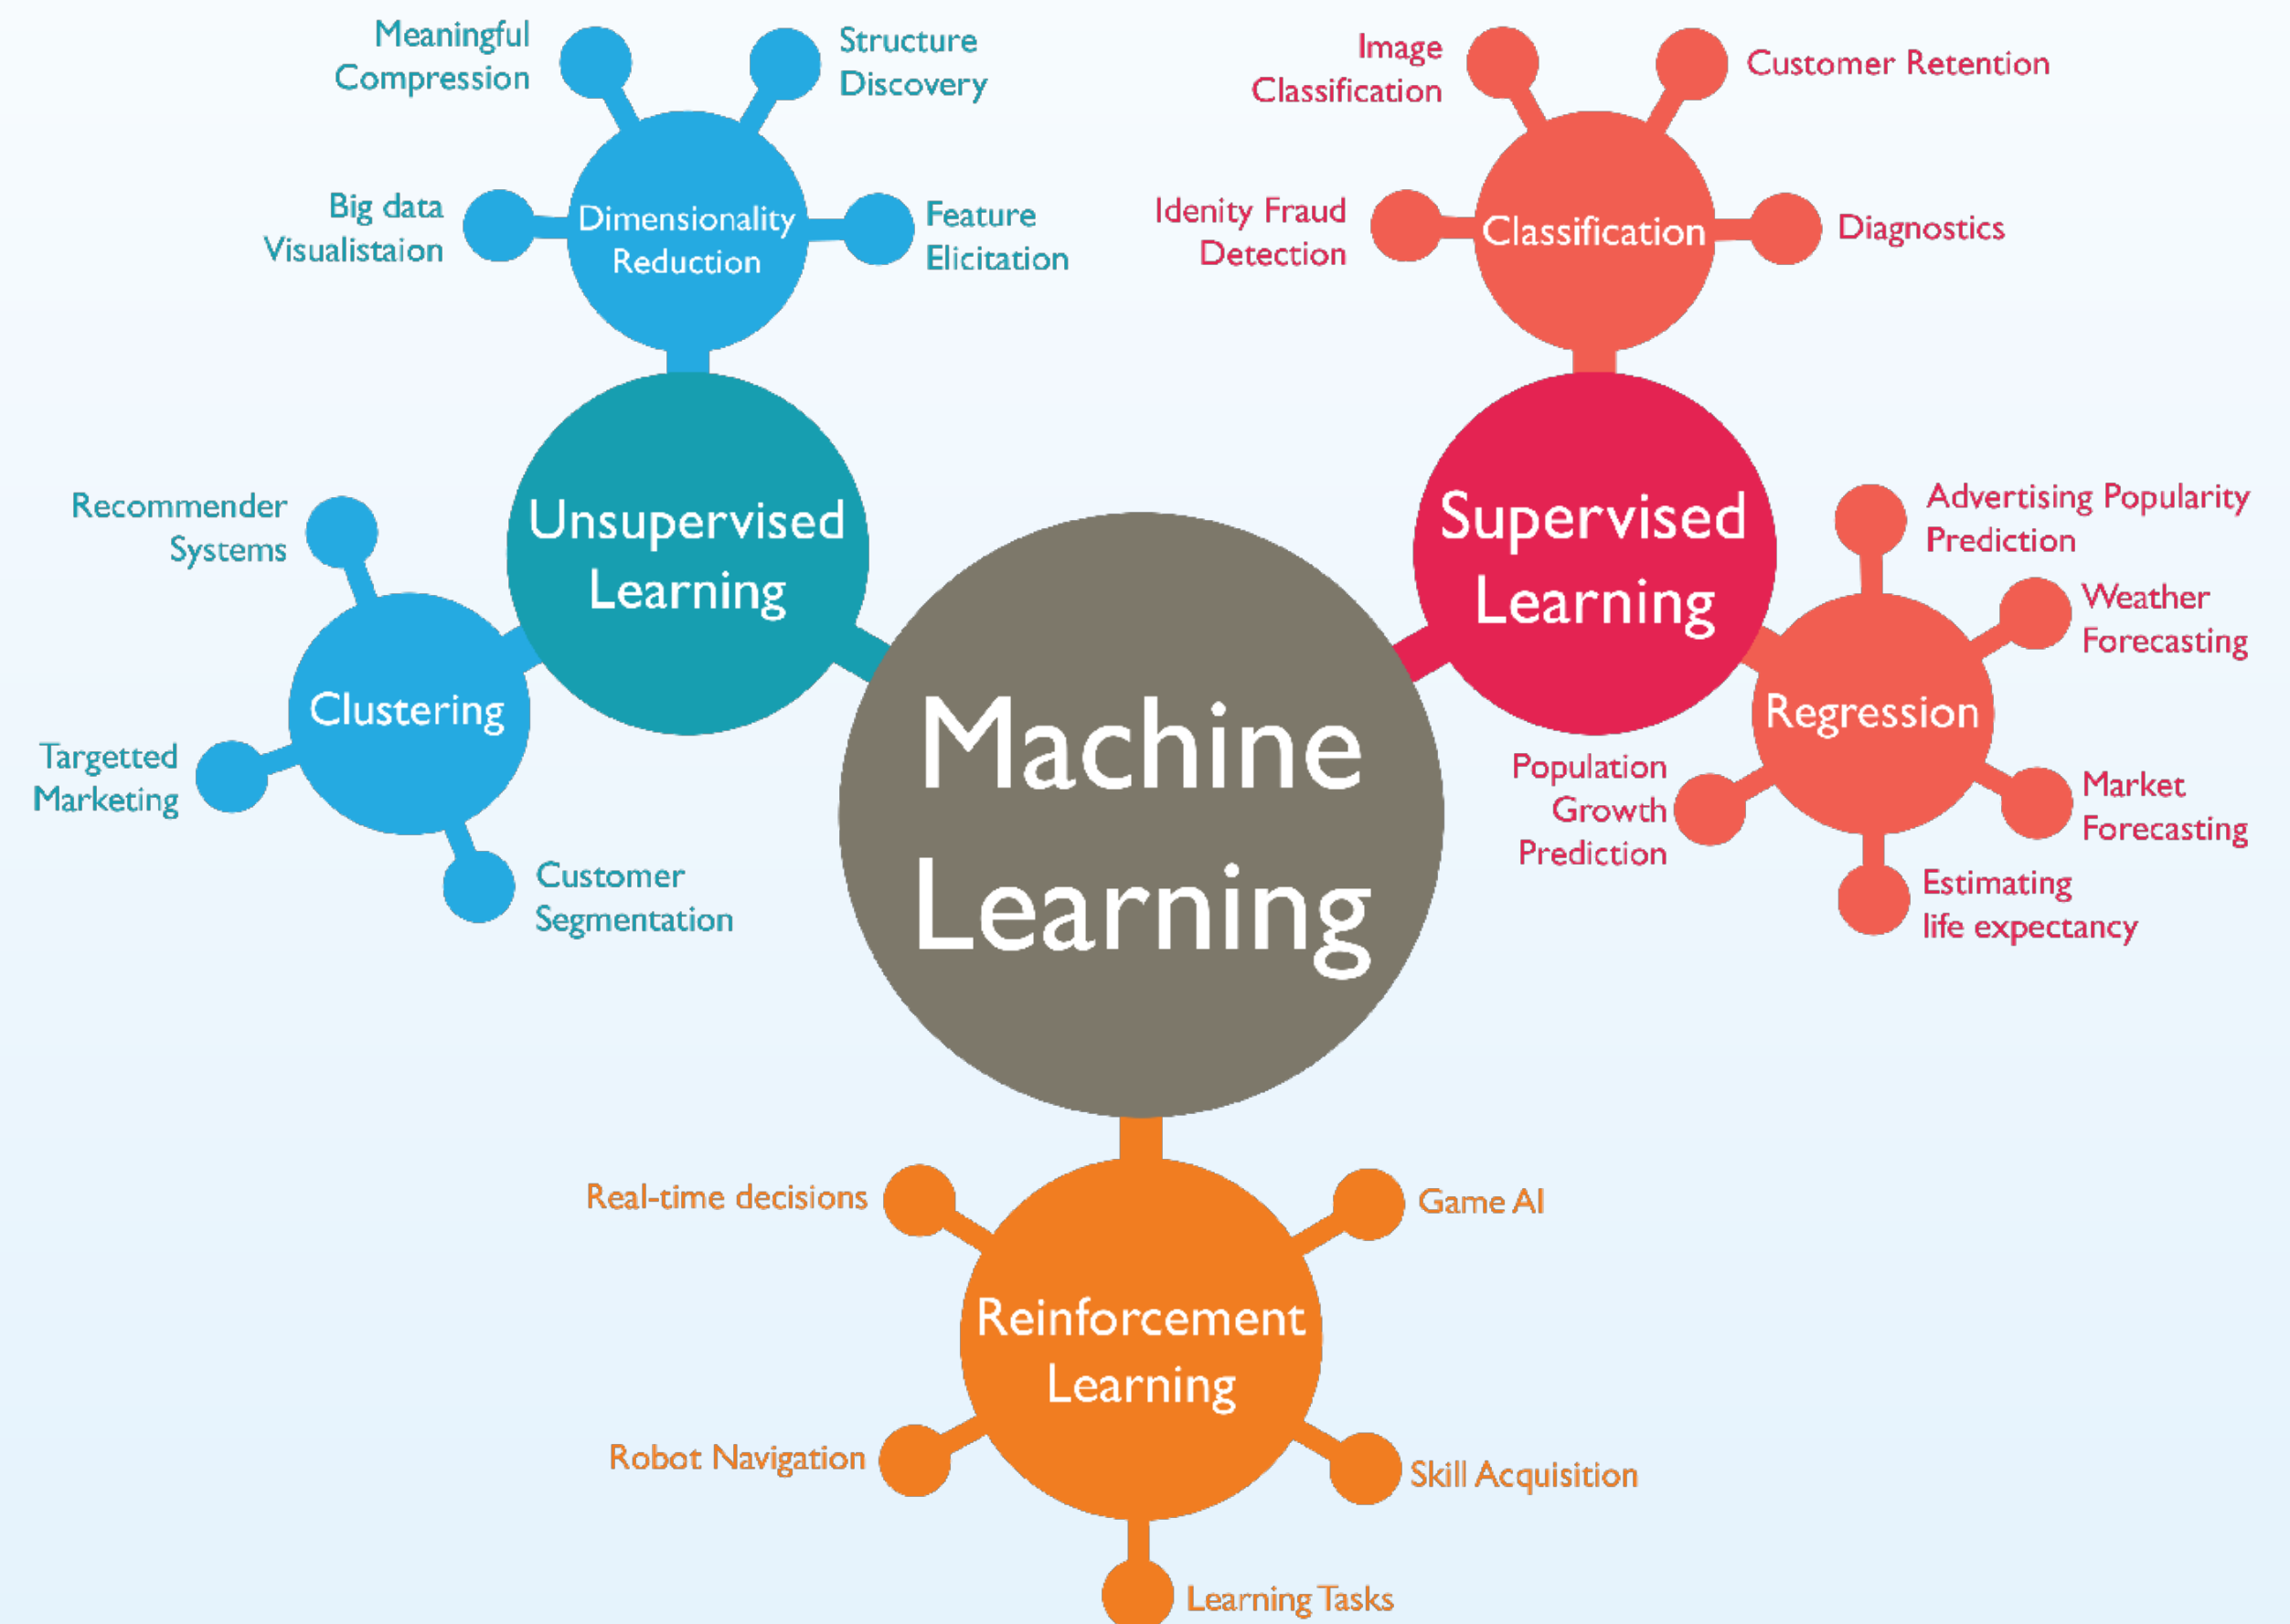 Meaningful
Compression
Structure
Discovery
Big data
Visualistaion
Dimensionality
Reduction
Feature
Elicitation
Image
Classification
Customer Retention
Idenity Fraud
Detection
Classification
Diagnostics
Unsupervised
Learning
Recommender
Systems
Clustering
Targetted
Marketing
Customer
Segmentation
Machine
Learning
Supervised
Learning
Advertising Popularity
Prediction
Weather
Forecasting
Regression
Population
Growth
Prediction
Market
Forecasting
Estimating
life expectancy
Real-time decisions
Game AI
Reinforcement
Learning
Robot Navigation
Skill Acquisition
Learning Tasks